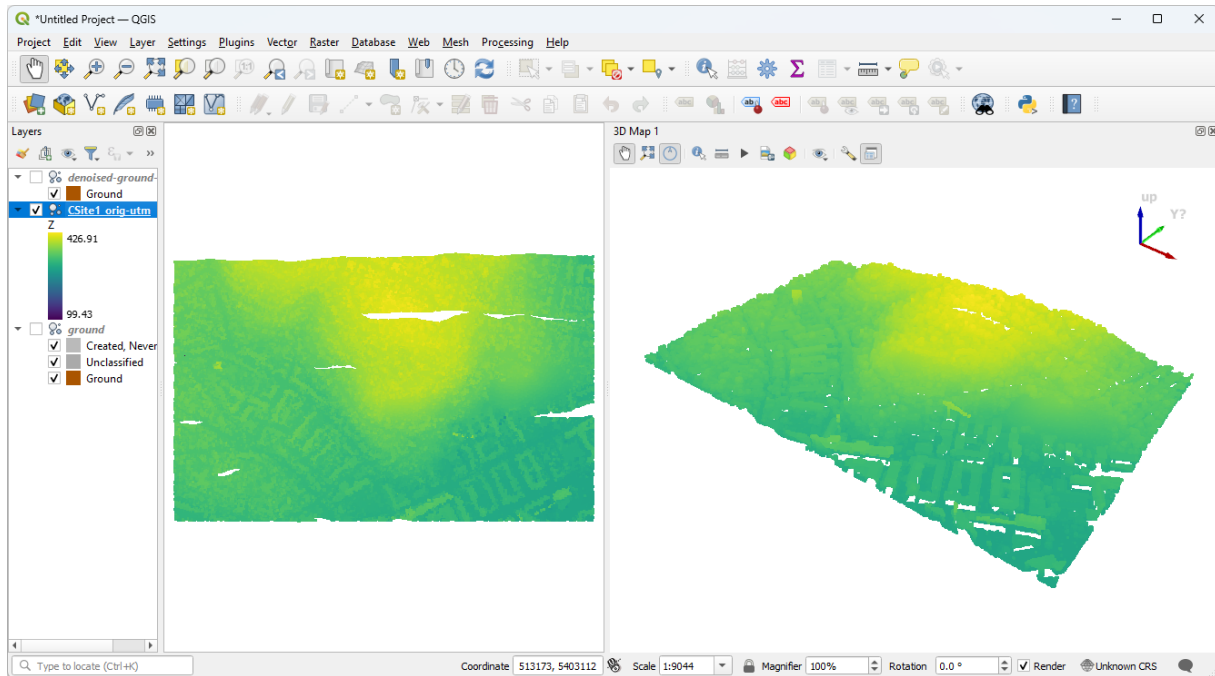 *Untitled Project — QGIS
Project Edit View Layer Settings Plugins Vector Raster Database Web Mesh Processing Help
Layers
denoised-ground-
Ground
CSite1_orig-utm
Z
426.91
99.43
ground
Created, Never
Unclassified
Ground
3D Map 1
up
Y?
Type to locate (Ctrl+K)
Coordinate 513173, 5403112 Scale 1:9044 Magnifier 100% Rotation 0.0 ° Render Unknown CRS